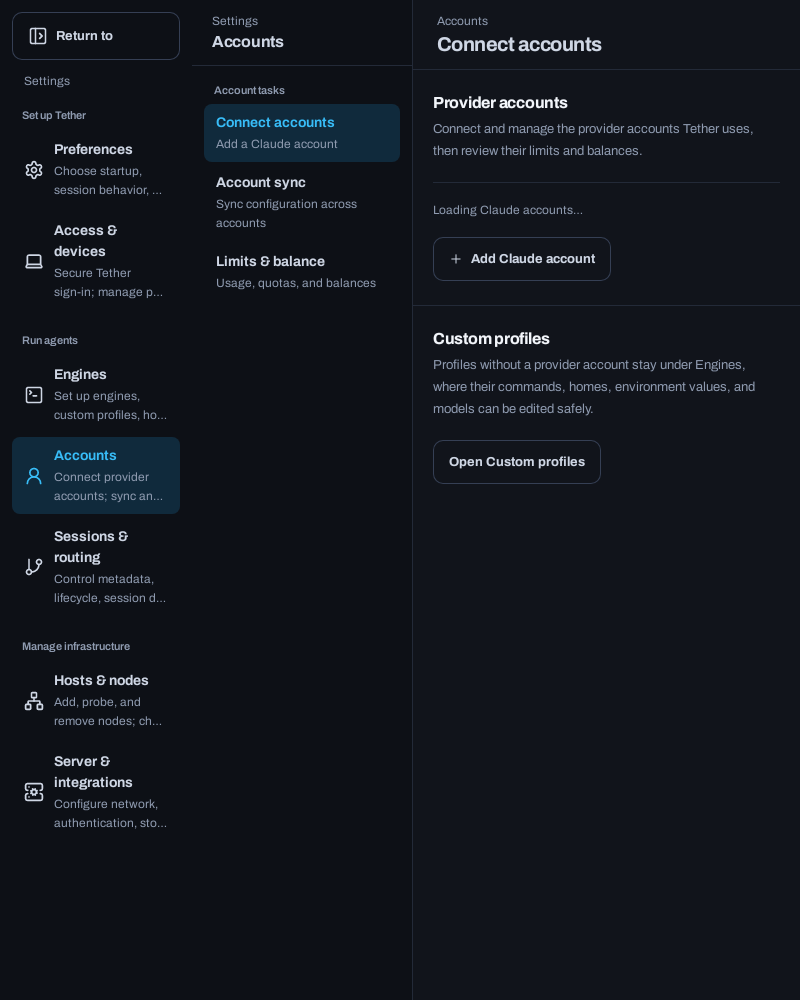 Return to
Settings
Set up Tether
Preferences
Choose startup,
session behavior, ...
Access &
devices
Secure Tether
sign-in; manage p...
Run agents
Engines
Set up engines,
custom profiles, ho...
Accounts
Connect provider
accounts; sync an...
Sessions &
routing
Control metadata,
lifecycle, session d...
Manage infrastructure
Hosts & nodes
Add, probe, and
remove nodes; ch...
Server &
integrations
Configure network,
authentication, sto...
Settings
Accounts
Account tasks
Connect accounts
Add a Claude account
Account sync
Sync configuration across
accounts
Limits & balance
Usage, quotas, and balances
Accounts
Connect accounts
Provider accounts
Connect and manage the provider accounts Tether uses,
then review their limits and balances.
Loading Claude accounts...
Add Claude account
Custom profiles
Profiles without a provider account stay under Engines,
where their commands, homes, environment values, and
models can be edited safely.
Open Custom profiles